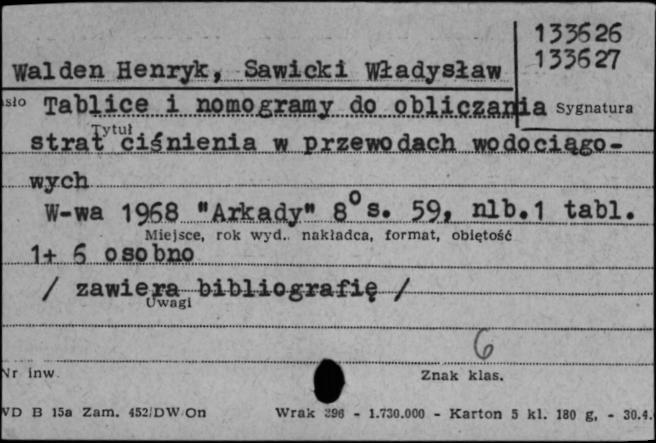 133626
133627
Walden Henryk, Sawicki Władysław
Tablice i nomogramy do obliczania Sygnatura
Tytuł
strat ciśnienia w przewodach wodociągo-
wych
W-wa 1968 "Arkady" 8° s. 59, nlb.1 tabl.
Miejsce, rok wyd., nakładca, format, obiętość
1+ 6 osobno
/ zawiera bibliografię /
Uwagi
6
Nr inw. Znak klas.
WD B 15a Zam. 452/DW/On Wrak 396 - 1.730.000 - Karton 5 kl. 180 g, - 30.4.